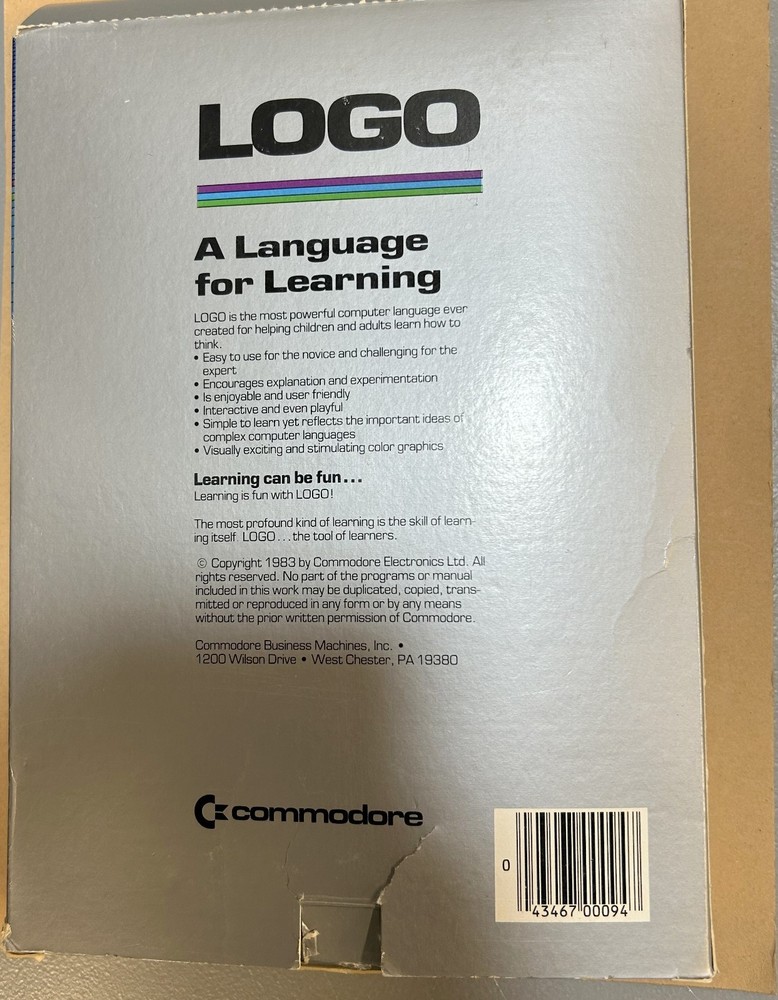 LOGO
A Language
for Learning
LOGO is the most powerful computer language ever
created for helping children and adults learn how to
think.
• Easy to use for the novice and challenging for the
expert
• Encourages explanation and experimentation
• Is enjoyable and user friendly
• Interactive and even playful
• Simple to learn yet reflects the important ideas of
complex computer languages
• Visually exciting and stimulating color graphics
Learning can be fun...
Learning is fun with LOGO!
The most profound kind of learning is the skill of learn-
ing itself. LOGO...the tool of learners.
© Copyright 1983 by Commodore Electronics Ltd. All
rights reserved. No part of the programs or manual
included in this work may be duplicated, copied, trans-
mitted or reproduced in any form or by any means
without the prior written permission of Commodore.
Commodore Business Machines, Inc. •
1200 Wilson Drive • West Chester, PA 19380
commodore
0 43467 00094